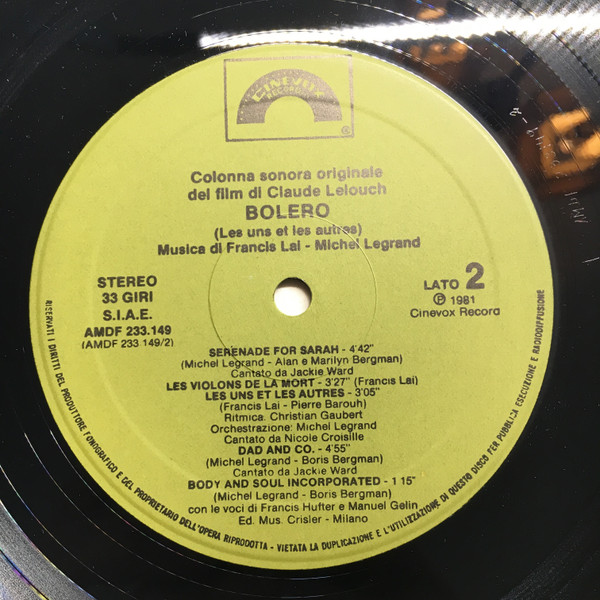 CINEVOX
RECORD
Colonna sonora originale
del film di Claude Lelouch
BOLERO
(Les uns et les autres)
Musica di Francis Lai - Michel Legrand
STEREO
33 GIRI
S.I.A.E.
AMDF 233.149
(AMDF 233.149/2)
LATO 2
℗ 1981
Cinevox Record
SERENADE FOR SARAH - 4'42"
(Michel Legrand - Alan e Marilyn Bergman)
Cantato da Jackie Ward
LES VIOLONS DE LA MORT - 3'27" (Francis Lai)
LES UNS ET LES AUTRES - 3'05"
(Francis Lai - Pierre Barouh)
Ritmica: Christian Gaubert
Orchestrazione: Michel Legrand
Cantato da Nicole Croisille
DAD AND CO. - 4'55"
(Michel Legrand - Boris Bergman)
Cantato da Jackie Ward
BODY AND SOUL INCORPORATED - 1 15"
(Michel Legrand - Boris Bergman)
con le voci di Francis Hufter e Manuel Gelin
Ed. Mus. Crisler - Milano
RISERVATI I DIRITTI DEL PRODUTTORE FONOGRAFICO E DEL PROPRIETARIO DELL'OPERA RIPRODOTTA - VIETATA LA DUPLICAZIONE E L'UTILIZZAZIONE DI QUESTO DISCO PER PUBBLICA ESECUZIONE E RADIODIFFUSIONE